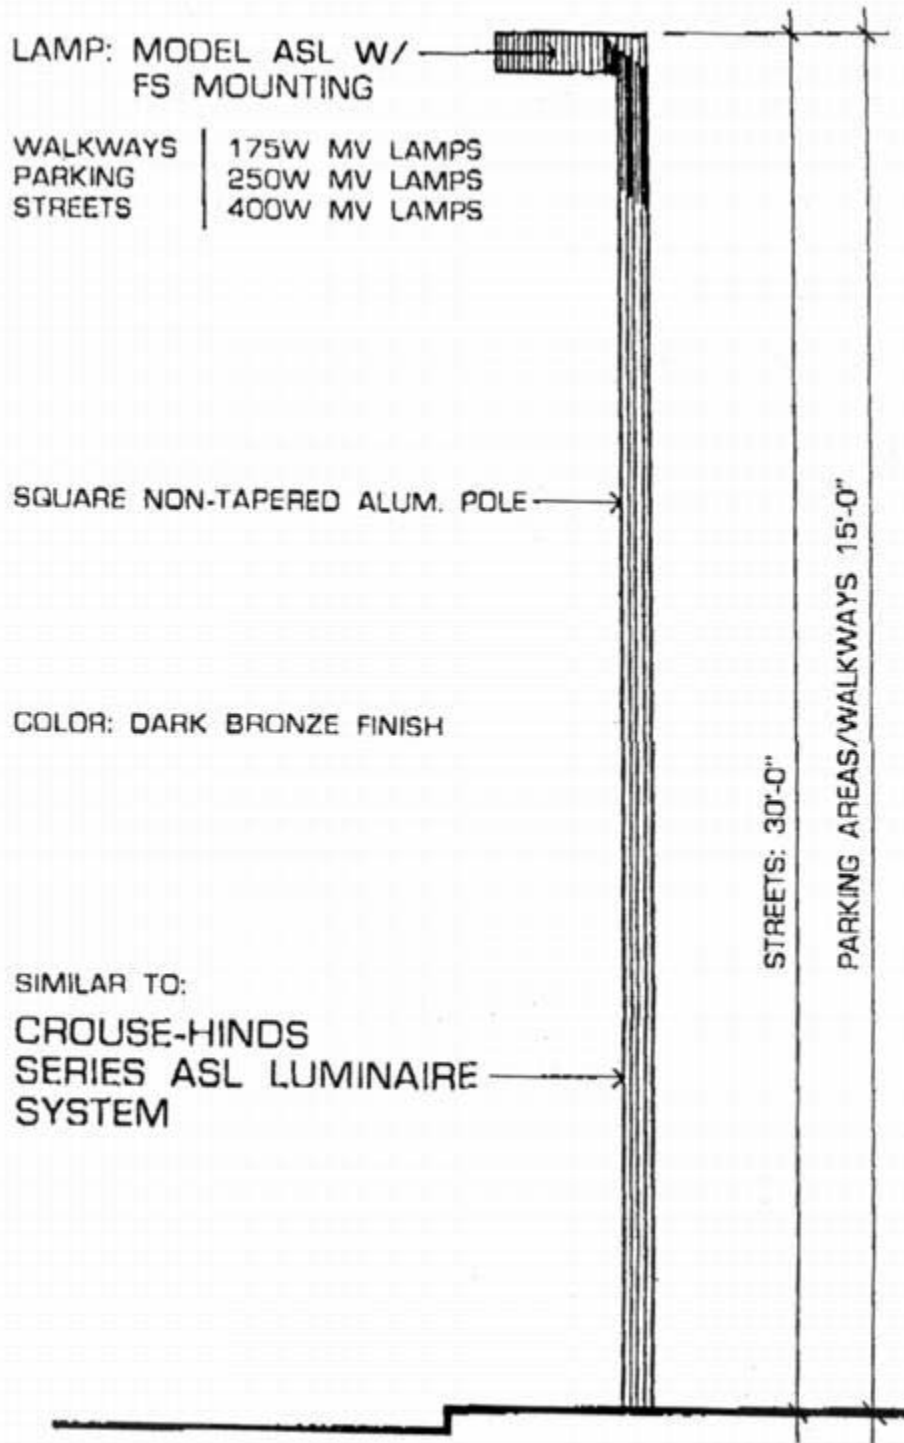 LAMP: MODEL ASL W/
FS MOUNTING
WALKWAYS 175W MV LAMPS
PARKING 250W MV LAMPS
STREETS 400W MV LAMPS
SQUARE NON-TAPERED ALUM. POLE
COLOR: DARK BRONZE FINISH
SIMILAR TO:
CROUSE-HINDS
SERIES ASL LUMINAIRE
SYSTEM
STREETS: 30'-0"
PARKING AREAS/WALKWAYS 15'-0"